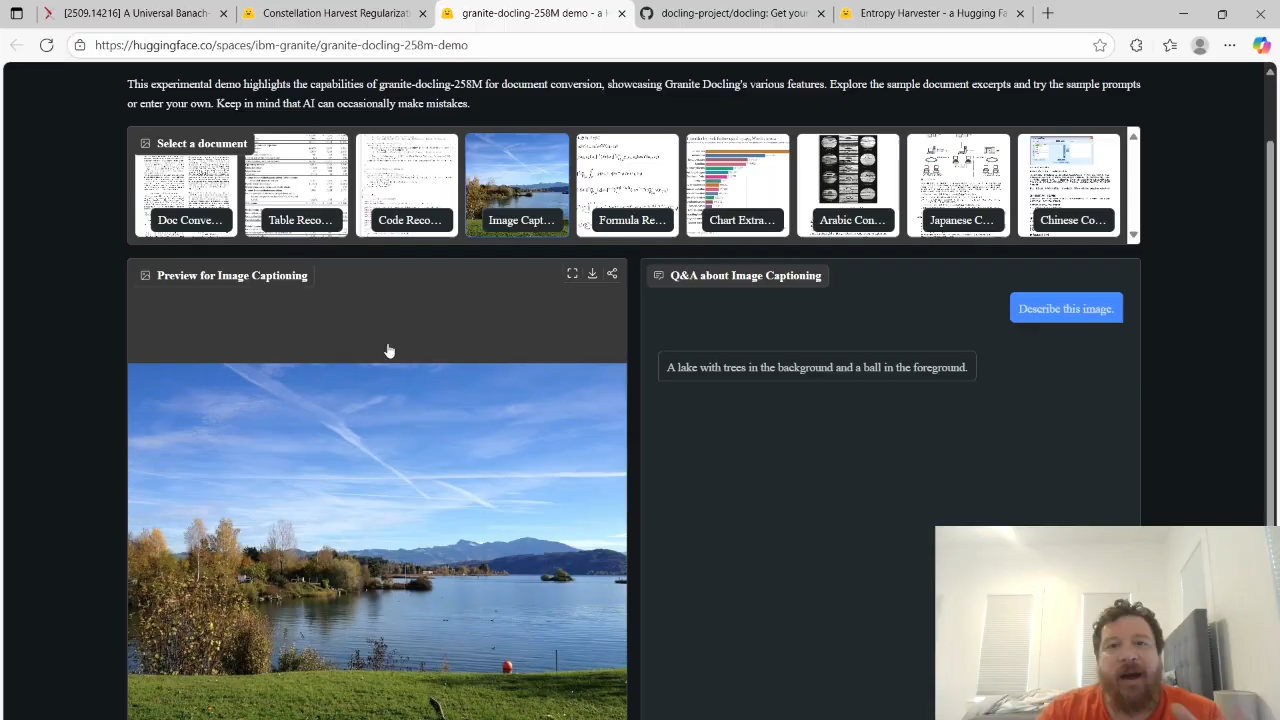 [2509.14216] A Universal Banach-
Constellation Harvest Regularizati
granite-docling-258M demo - a H
docling-project/docling: Get your
Entropy Harvester - a Hugging Fa
https://huggingface.co/spaces/ibm-granite/granite-docling-258m-demo
This experimental demo highlights the capabilities of granite-docling-258M for document conversion, showcasing Granite Docling's various features. Explore the sample document excerpts and try the sample prompts
or enter your own. Keep in mind that AI can occasionally make mistakes.
Select a document
Doc Conve...
Table Reco...
Code Reco...
Image Capt...
Formula Re...
Chart Extra...
Arabic Con...
Japanese C...
Chinese Co...
Preview for Image Captioning
Q&A about Image Captioning
Describe this image.
A lake with trees in the background and a ball in the foreground.